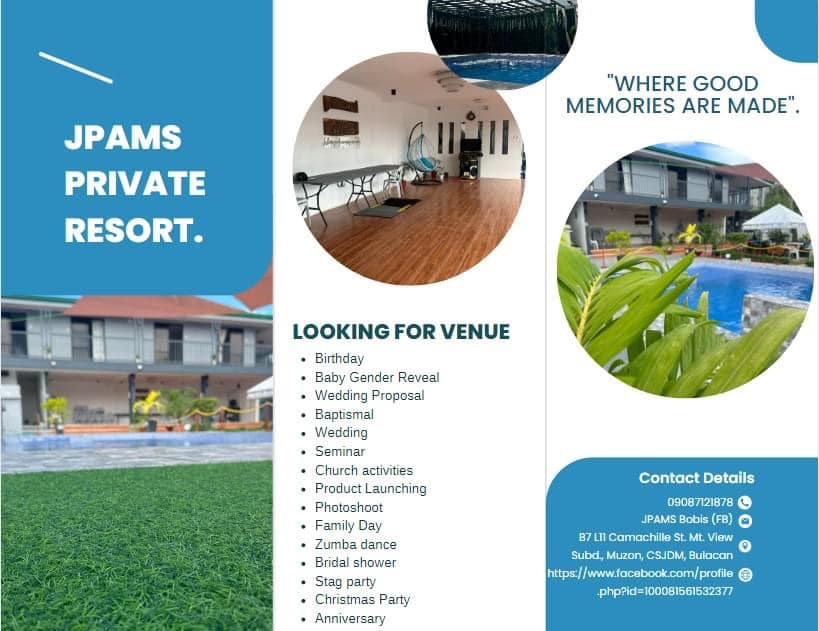 JPAMS
PRIVATE
RESORT.
LOOKING FOR VENUE
• Birthday
• Baby Gender Reveal
• Wedding Proposal
• Baptismal
• Wedding
• Seminar
• Church activities
• Product Launching
• Photoshoot
• Family Day
• Zumba dance
• Bridal shower
• Stag party
• Christmas Party
• Anniversary
"WHERE GOOD
MEMORIES ARE MADE".
Contact Details
09087121878
JPAMS Bobis (FB)
B7 L11 Camachille St. Mt. View
Subd., Muzon, CSJDM, Bulacan
https://www.facebook.com/profile
.php?id=100081561532377